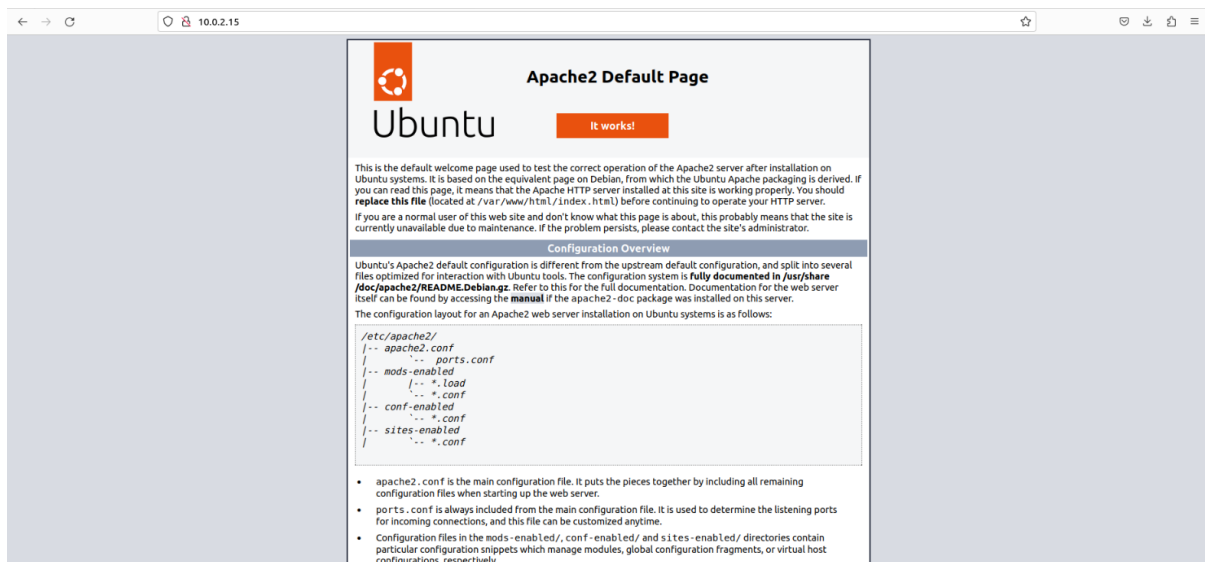 10.0.2.15
Apache2 Default Page
Ubuntu
It works!
This is the default welcome page used to test the correct operation of the Apache2 server after installation on
Ubuntu systems. It is based on the equivalent page on Debian, from which the Ubuntu Apache packaging is derived. If
you can read this page, it means that the Apache HTTP server installed at this site is working properly. You should
replace this file (located at /var/www/html/index.html) before continuing to operate your HTTP server.
If you are a normal user of this web site and don't know what this page is about, this probably means that the site is
currently unavailable due to maintenance. If the problem persists, please contact the site's administrator.
Configuration Overview
Ubuntu's Apache2 default configuration is different from the upstream default configuration, and split into several
files optimized for interaction with Ubuntu tools. The configuration system is fully documented in /usr/share
/doc/apache2/README.Debian.gz. Refer to this for the full documentation. Documentation for the web server
itself can be found by accessing the manual if the apache2-doc package was installed on this server.
The configuration layout for an Apache2 web server installation on Ubuntu systems is as follows:
/etc/apache2/
|-- apache2.conf
|       `--  ports.conf
|-- mods-enabled
|       |-- *.load
|       `-- *.conf
|-- conf-enabled
|       `-- *.conf
|-- sites-enabled
|       `-- *.conf
• apache2.conf is the main configuration file. It puts the pieces together by including all remaining
configuration files when starting up the web server.
• ports.conf is always included from the main configuration file. It is used to determine the listening ports
for incoming connections, and this file can be customized anytime.
• Configuration files in the mods-enabled/, conf-enabled/ and sites-enabled/ directories contain
particular configuration snippets which manage modules, global configuration fragments, or virtual host
configurations, respectively.